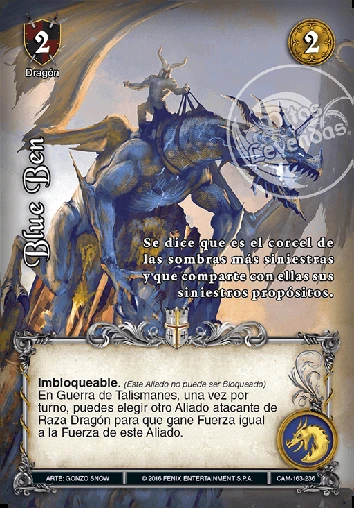 2
2
Dragón
Mitos
Leyendas
Blue Ben
Se dice que es el corcel de
las sombras más siniestras
y que comparte con ellas sus
siniestros propósitos.
Imbloqueable. (Este Aliado no puede ser Bloqueado)
En Guerra de Talismanes, una vez por
turno, puedes elegir otro Aliado atacante de
Raza Dragón para que gane Fuerza igual
a la Fuerza de este Aliado.
ARTE: GONZO SNOW
© 2016 FENIX ENTERTAINMENT S.P.A.
CAM-163-236